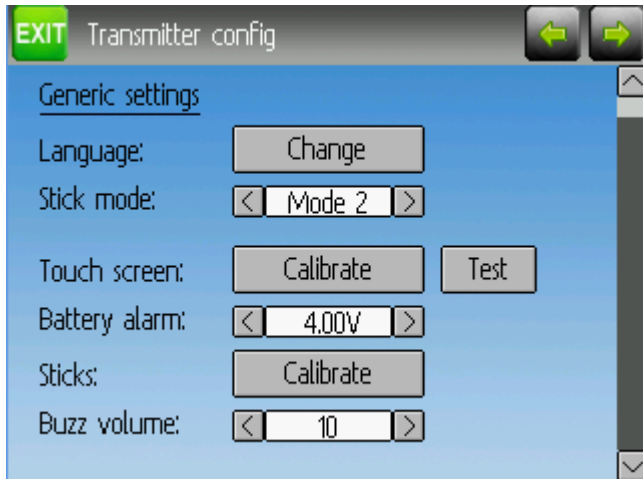 EXIT Transmitter config
Generic settings
Language: Change
Stick mode: < Mode 2 >
Touch screen: Calibrate Test
Battery alarm: < 4.00V >
Sticks: Calibrate
Buzz volume: < 10 >